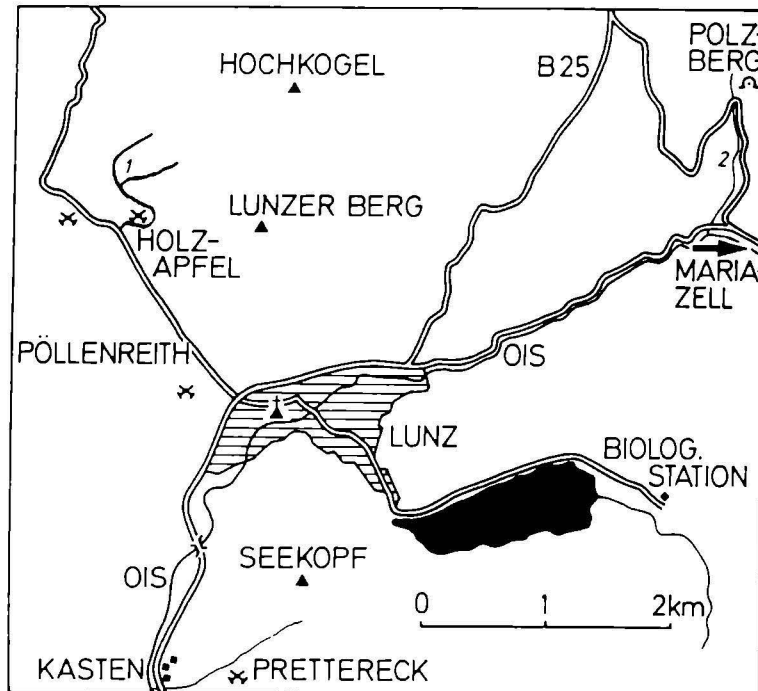 POLZ-
BERG
HOCHKOGEL
B 25
1
2
LUNZER BERG
HOLZ-
APFEL
MARIA-
ZELL
PÖLLENREITH
OIS
LUNZ
BIOLOG.
STATION
SEEKOPF
OIS
0 1 2km
KASTEN
PRETTERECK